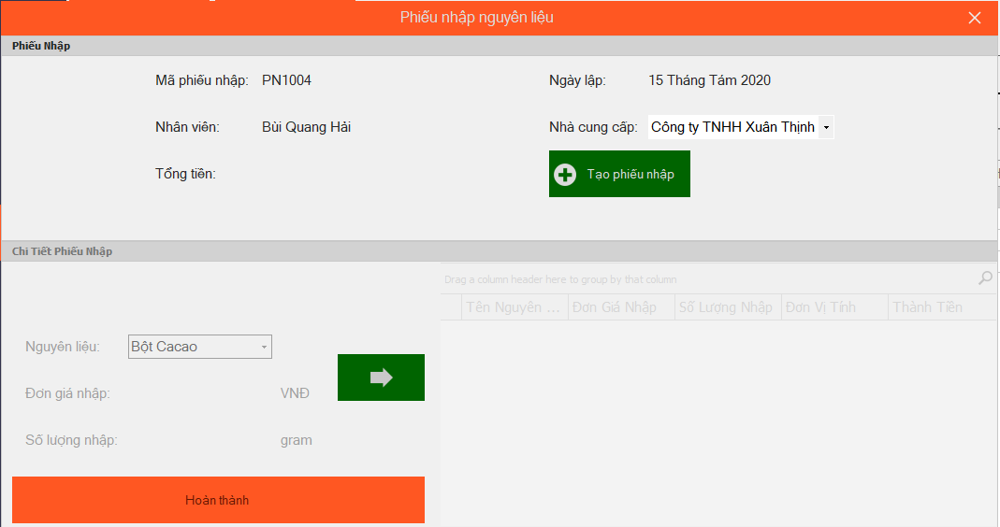 Phiếu nhập nguyên liệu
Phiếu Nhập
Mã phiếu nhập: PN1004
Ngày lập: 15 Tháng Tám 2020
Nhân viên: Bùi Quang Hải
Nhà cung cấp: Công ty TNHH Xuân Thịnh
Tổng tiền:
Tạo phiếu nhập
Chi Tiết Phiếu Nhập
Drag a column header here to group by that column
Tên Nguyên ... Đơn Giá Nhập Số Lượng Nhập Đơn Vị Tính Thành Tiền
Nguyên liệu: Bột Cacao
Đơn giá nhập: VNĐ
Số lượng nhập: gram
Hoàn thành